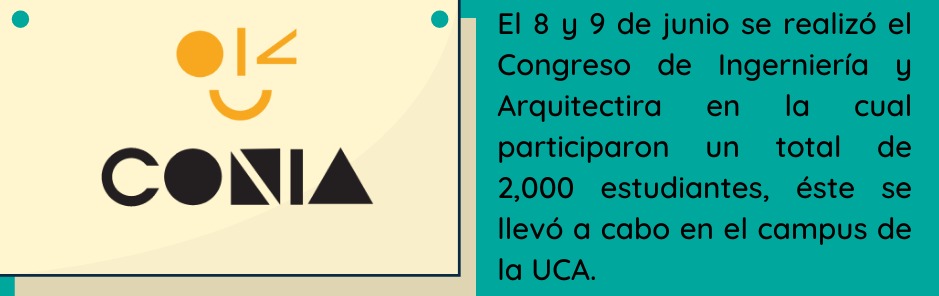 CONIA
El 8 y 9 de junio se realizó el
Congreso de Ingerniería y
Arquitectira en la cual
participaron un total de
2,000 estudiantes, éste se
llevó a cabo en el campus de
la UCA.